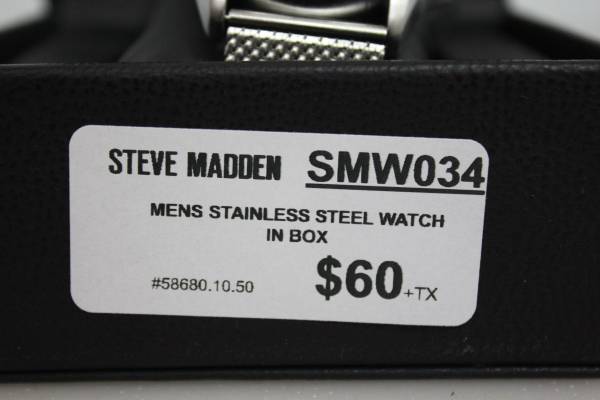 STEVE MADDEN SMW034
MENS STAINLESS STEEL WATCH
IN BOX
#58680.10.50 $60 +TX